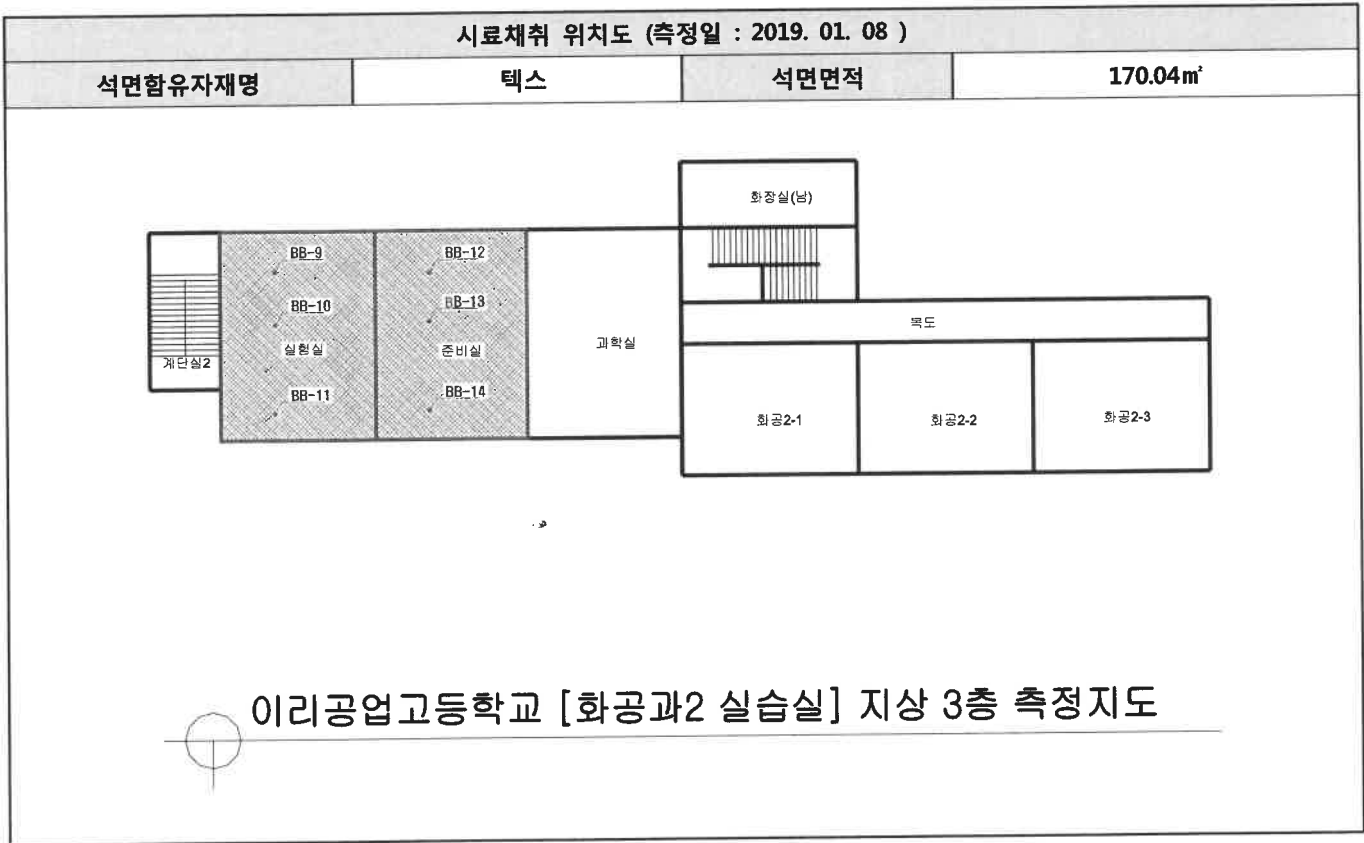 시료채취 위치도 (측정일 : 2019. 01. 08 )
석면함유자재명 텍스 석면면적 170.04㎡
화장실(남)
BB-9 BB-12
BB-10 BB-13
복도
실험실 준비실 과학실
계단실2
BB-11 BB-14
화공2-1 화공2-2 화공2-3
이리공업고등학교 [화공과2 실습실] 지상 3층 측정지도